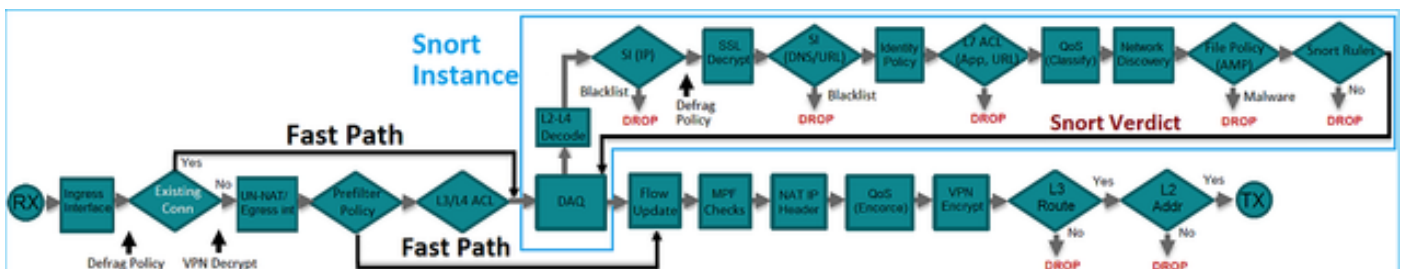 Snort
Instance
SI (IP)
SSL
Decrypt
SI
(DNS/URL)
Identity
Policy
L7 ACL
(App, URL)
QoS
(Classify)
Network
Discovery
File Policy
(AMP)
Snort Rules
Blacklist
DROP
Defrag
Policy
Blacklist
DROP
DROP
Malware
DROP
No
DROP
L2-L4
Decode
Snort Verdict
Fast Path
Yes
RX
Ingress
Interface
Existing
Conn
No
UN-NAT/
Egress int
Prefilter
Policy
L3/L4 ACL
DAQ
Flow
Update
MPF
Checks
NAT IP
Header
QoS
(Encorce)
VPN
Encrypt
L3
Route
Yes
L2
Addr
Yes
TX
No
DROP
No
DROP
Fast Path
Defrag Policy
VPN Decrypt